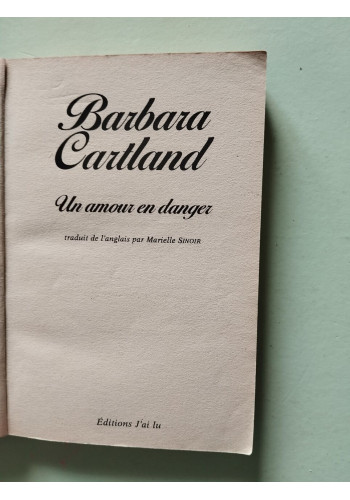 Barbara
Cartland
Un amour en danger
traduit de l'anglais par Marielle SINOIR
Éditions J'ai lu